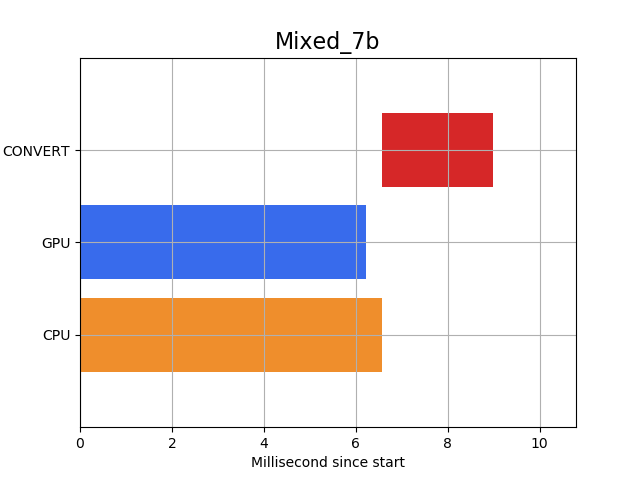 Mixed_7b
CONVERT
GPU
CPU
0 2 4 6 8 10
Millisecond since start